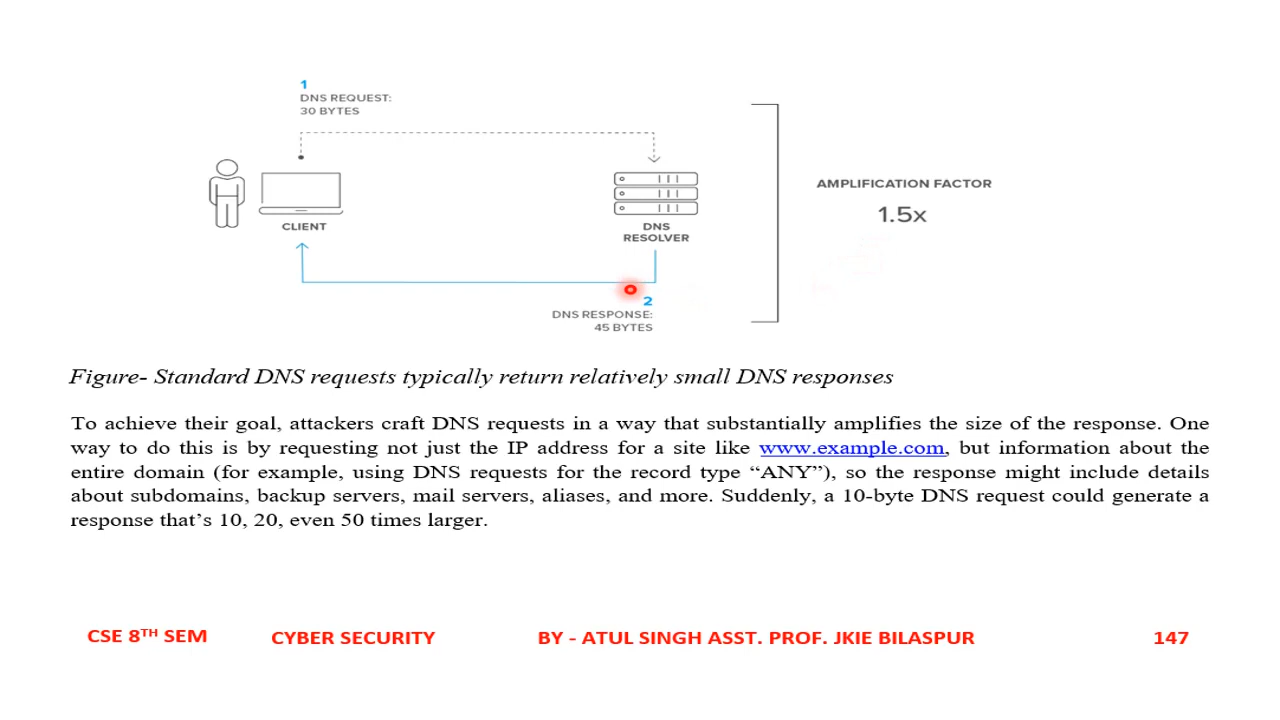 1
DNS REQUEST:
30 BYTES
AMPLIFICATION FACTOR
1.5x
CLIENT
DNS
RESOLVER
2
DNS RESPONSE:
45 BYTES
Figure- Standard DNS requests typically return relatively small DNS responses
To achieve their goal, attackers craft DNS requests in a way that substantially amplifies the size of the response. One
way to do this is by requesting not just the IP address for a site like www.example.com, but information about the
entire domain (for example, using DNS requests for the record type “ANY”), so the response might include details
about subdomains, backup servers, mail servers, aliases, and more. Suddenly, a 10-byte DNS request could generate a
response that’s 10, 20, even 50 times larger.
CSE 8TH SEM CYBER SECURITY BY - ATUL SINGH ASST. PROF. JKIE BILASPUR 147